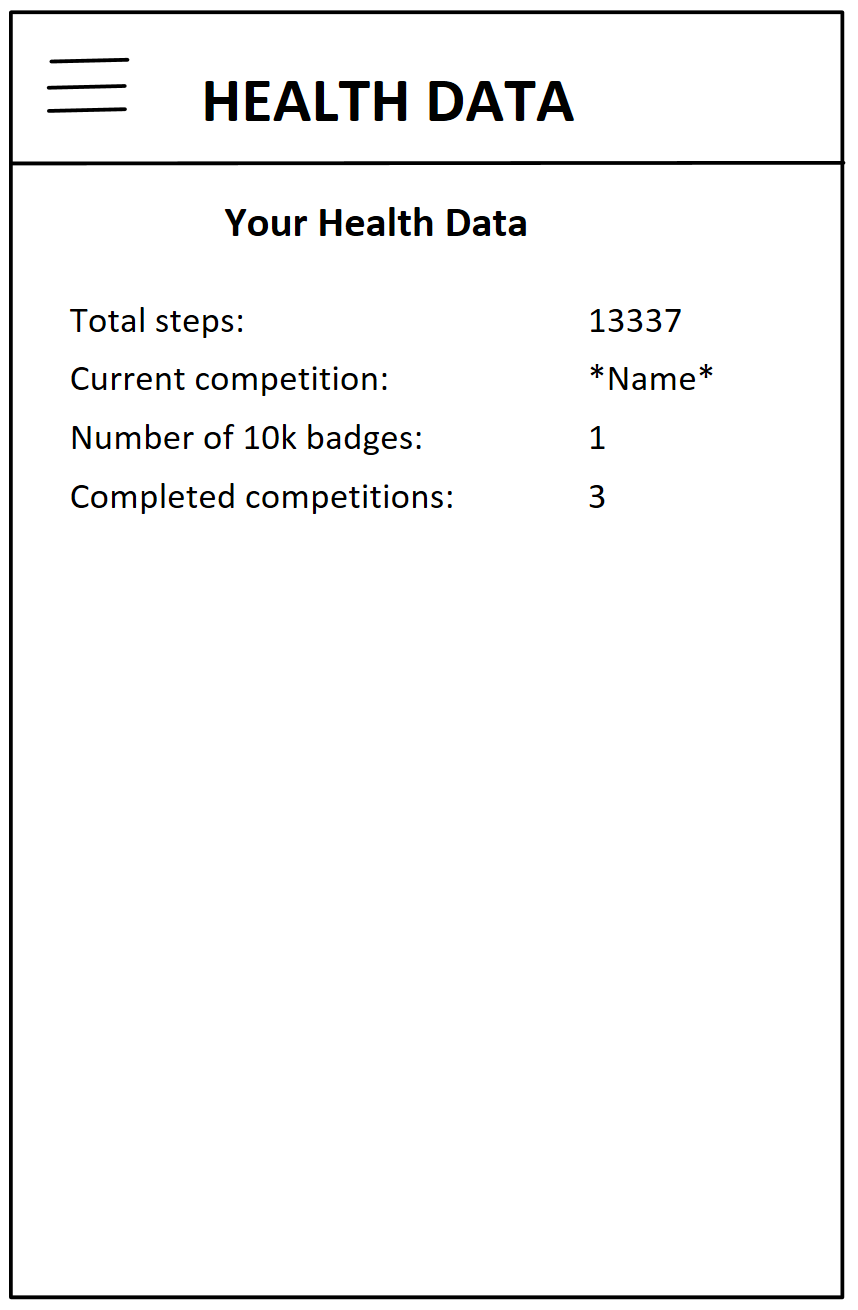 HEALTH DATA
Your Health Data
Total steps: 13337
Current competition: *Name*
Number of 10k badges: 1
Completed competitions: 3